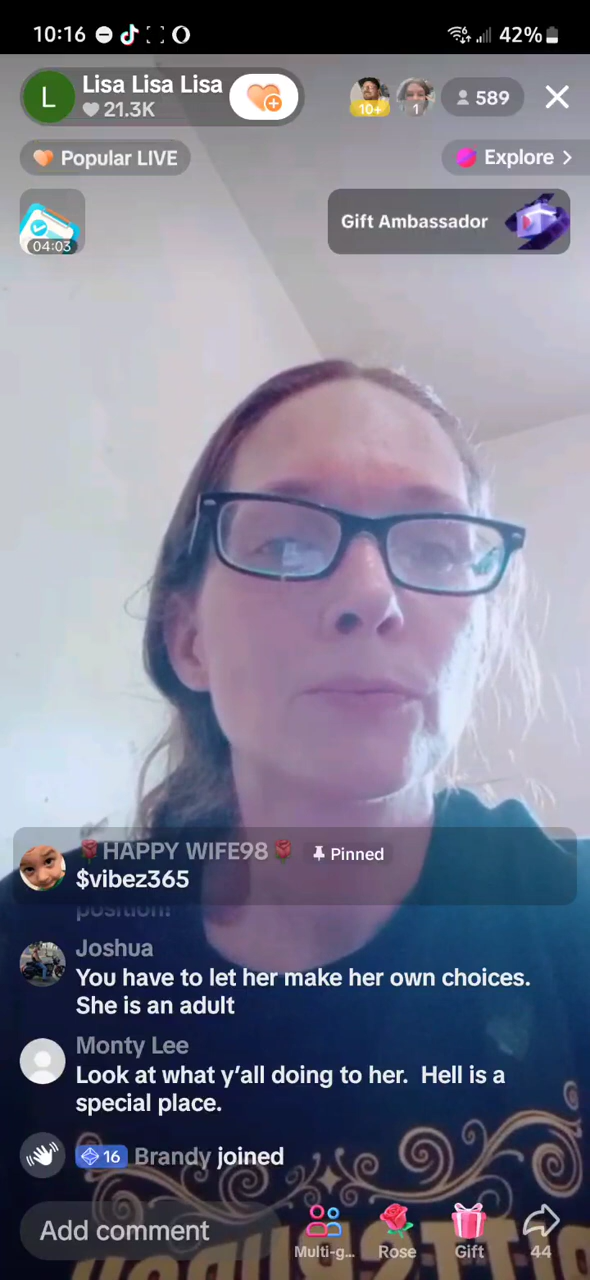 10:16
42%
L
Lisa Lisa Lisa
21.3K
10+
1
589
Popular LIVE
Explore >
04:03
Gift Ambassador
🌹HAPPY WIFE98🌹 Pinned
$vibez365
position!
Joshua
You have to let her make her own choices.
She is an adult
Monty Lee
Look at what y'all doing to her.  Hell is a
special place.
16 Brandy joined
Add comment
Multi-g...
Rose
Gift
44